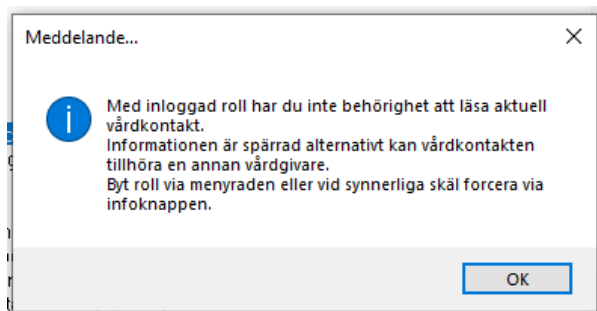 Meddelande...
Med inloggad roll har du inte behörighet att läsa aktuell
vårdkontakt.
Informationen är spärrad alternativt kan vårdkontakten
tillhöra en annan vårdgivare.
Byt roll via menyraden eller vid synnerliga skäl forcera via
infoknappen.
OK